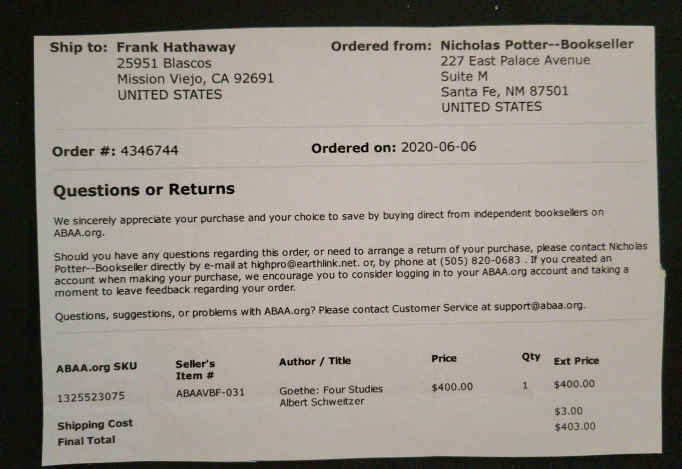 Ship to: Frank Hathaway
25951 Blascos
Mission Viejo, CA 92691
UNITED STATES
Ordered from: Nicholas Potter--Bookseller
227 East Palace Avenue
Suite M
Santa Fe, NM 87501
UNITED STATES
Order #: 4346744
Ordered on: 2020-06-06
Questions or Returns
We sincerely appreciate your purchase and your choice to save by buying direct from independent booksellers on
ABAA.org.
Should you have any questions regarding this order, or need to arrange a return of your purchase, please contact Nicholas
Potter--Bookseller directly by e-mail at highpro@earthlink.net. or, by phone at (505) 820-0683 . If you created an
account when making your purchase, we encourage you to consider logging in to your ABAA.org account and taking a
moment to leave feedback regarding your order.
Questions, suggestions, or problems with ABAA.org? Please contact Customer Service at support@abaa.org.
ABAA.org SKU Seller's Item # Author / Title Price Qty Ext Price
1325523075 ABAAVBF-031 Goethe: Four Studies $400.00 1 $400.00
Albert Schweitzer
Shipping Cost $3.00
Final Total $403.00